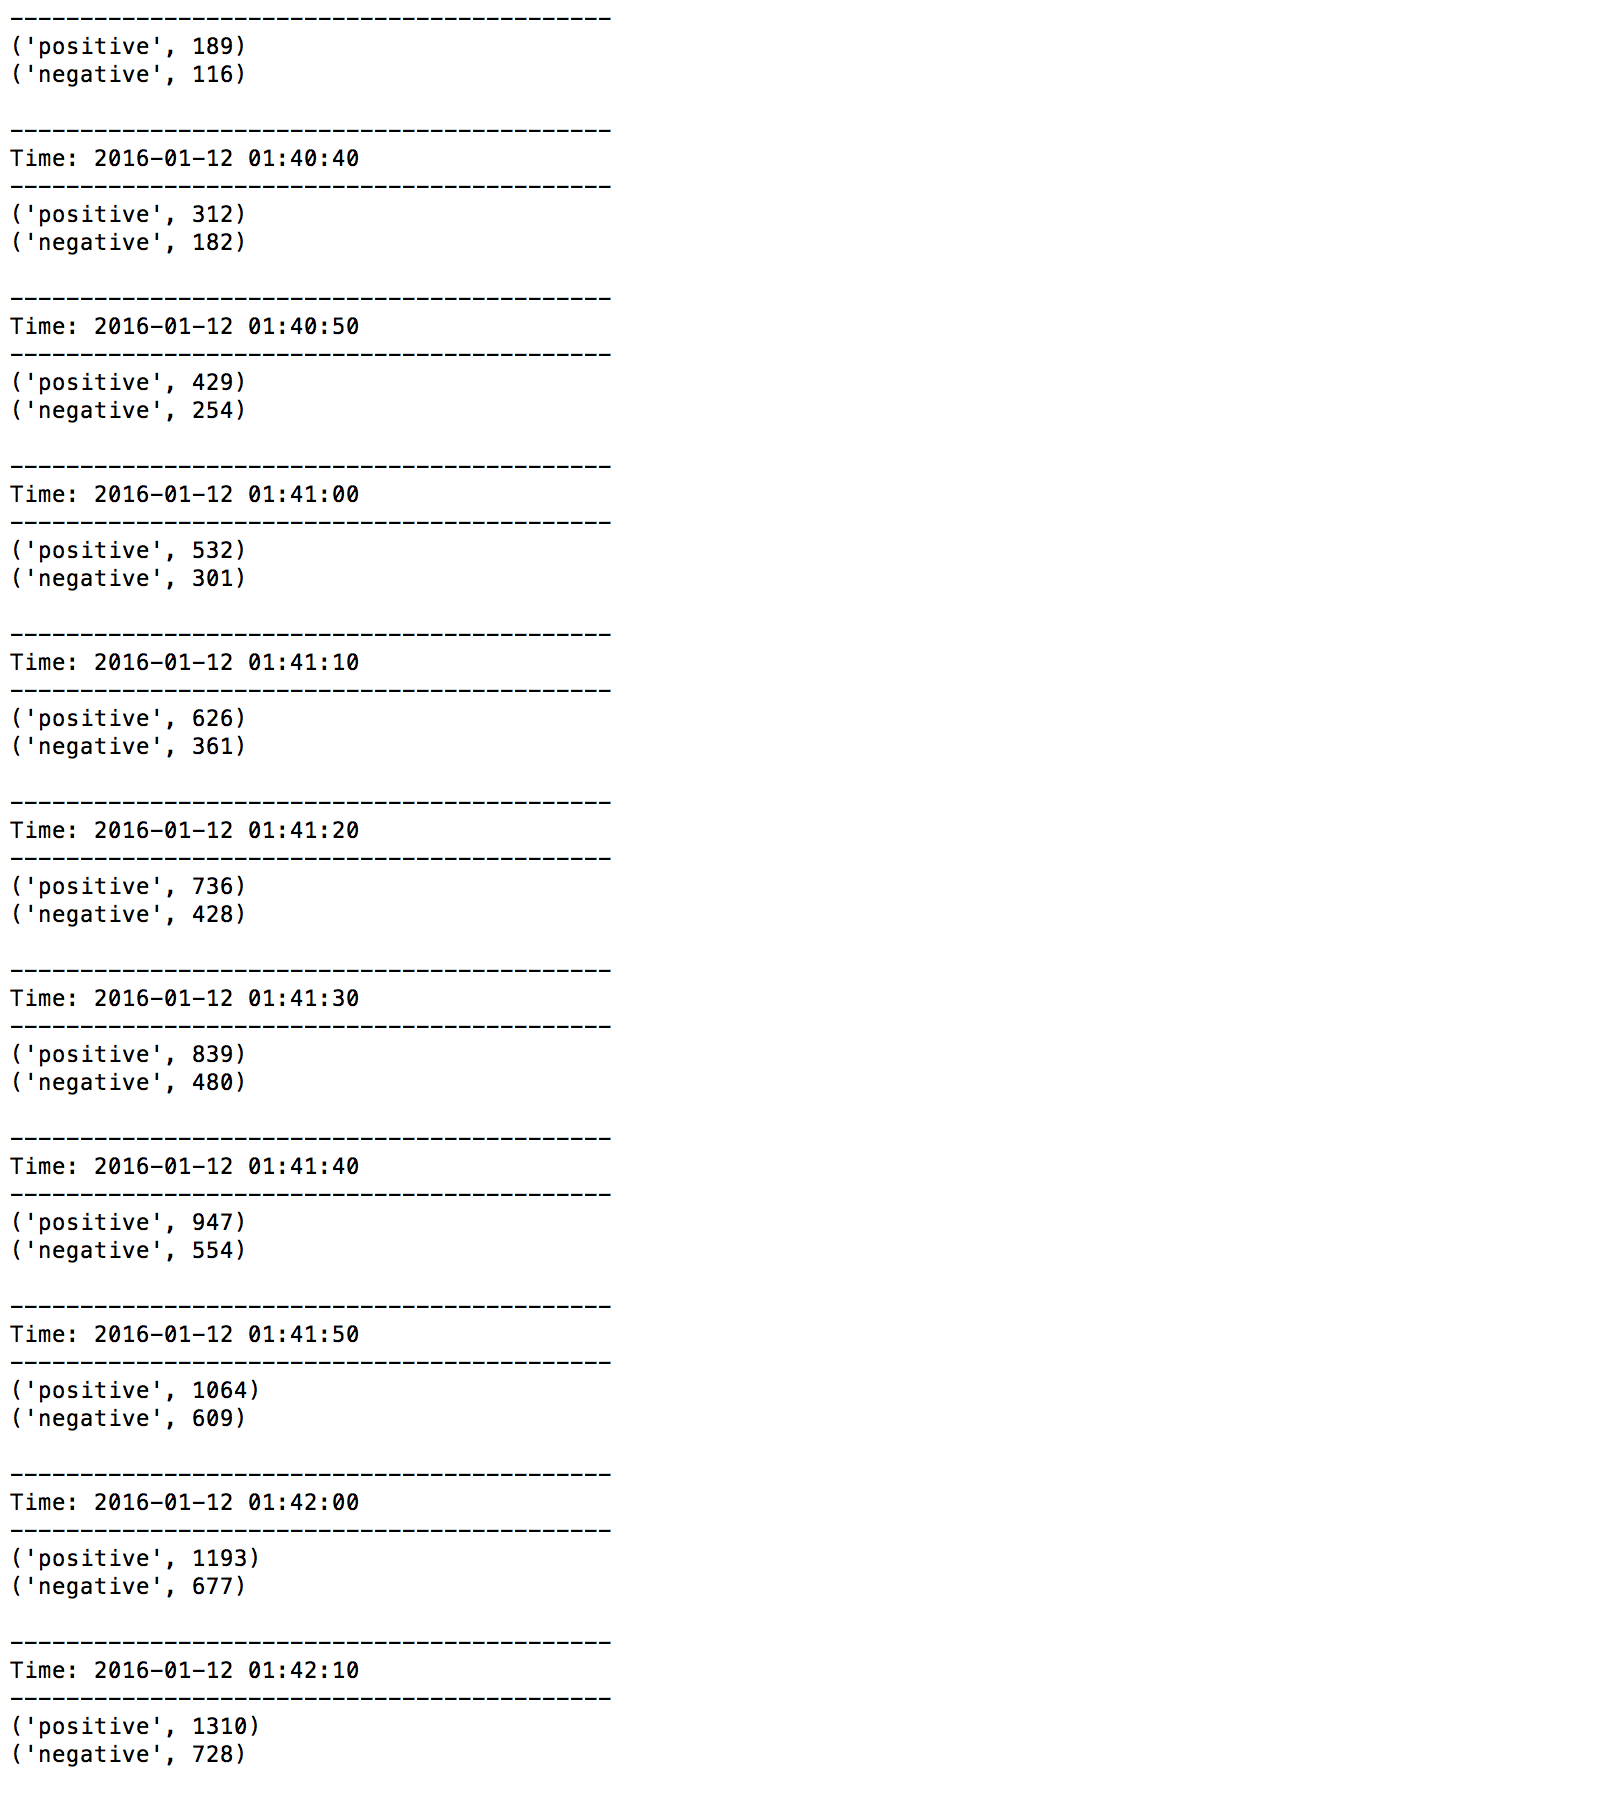 -------------------------------------------
('positive', 189)
('negative', 116)

-------------------------------------------
Time: 2016-01-12 01:40:40
-------------------------------------------
('positive', 312)
('negative', 182)

-------------------------------------------
Time: 2016-01-12 01:40:50
-------------------------------------------
('positive', 429)
('negative', 254)

-------------------------------------------
Time: 2016-01-12 01:41:00
-------------------------------------------
('positive', 532)
('negative', 301)

-------------------------------------------
Time: 2016-01-12 01:41:10
-------------------------------------------
('positive', 626)
('negative', 361)

-------------------------------------------
Time: 2016-01-12 01:41:20
-------------------------------------------
('positive', 736)
('negative', 428)

-------------------------------------------
Time: 2016-01-12 01:41:30
-------------------------------------------
('positive', 839)
('negative', 480)

-------------------------------------------
Time: 2016-01-12 01:41:40
-------------------------------------------
('positive', 947)
('negative', 554)

-------------------------------------------
Time: 2016-01-12 01:41:50
-------------------------------------------
('positive', 1064)
('negative', 609)

-------------------------------------------
Time: 2016-01-12 01:42:00
-------------------------------------------
('positive', 1193)
('negative', 677)

-------------------------------------------
Time: 2016-01-12 01:42:10
-------------------------------------------
('positive', 1310)
('negative', 728)